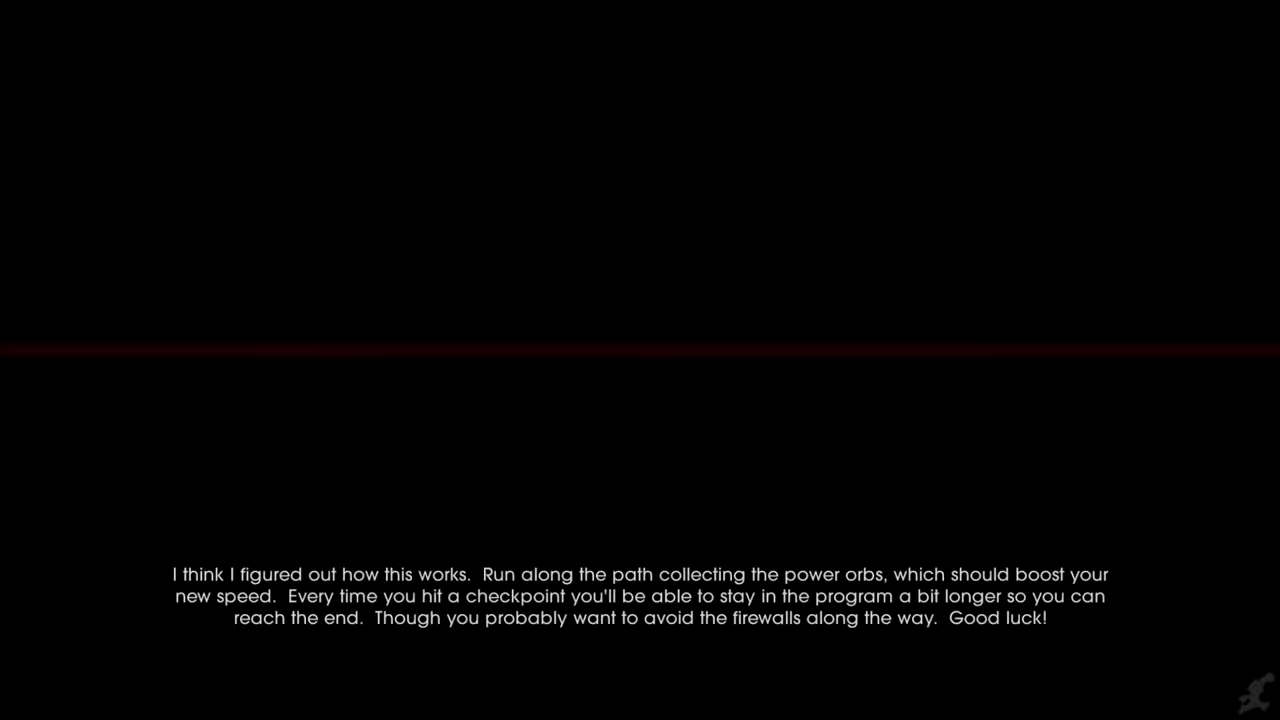 I think I figured out how this works.  Run along the path collecting the power orbs, which should boost your
new speed.  Every time you hit a checkpoint you'll be able to stay in the program a bit longer so you can
reach the end.  Though you probably want to avoid the firewalls along the way.  Good luck!